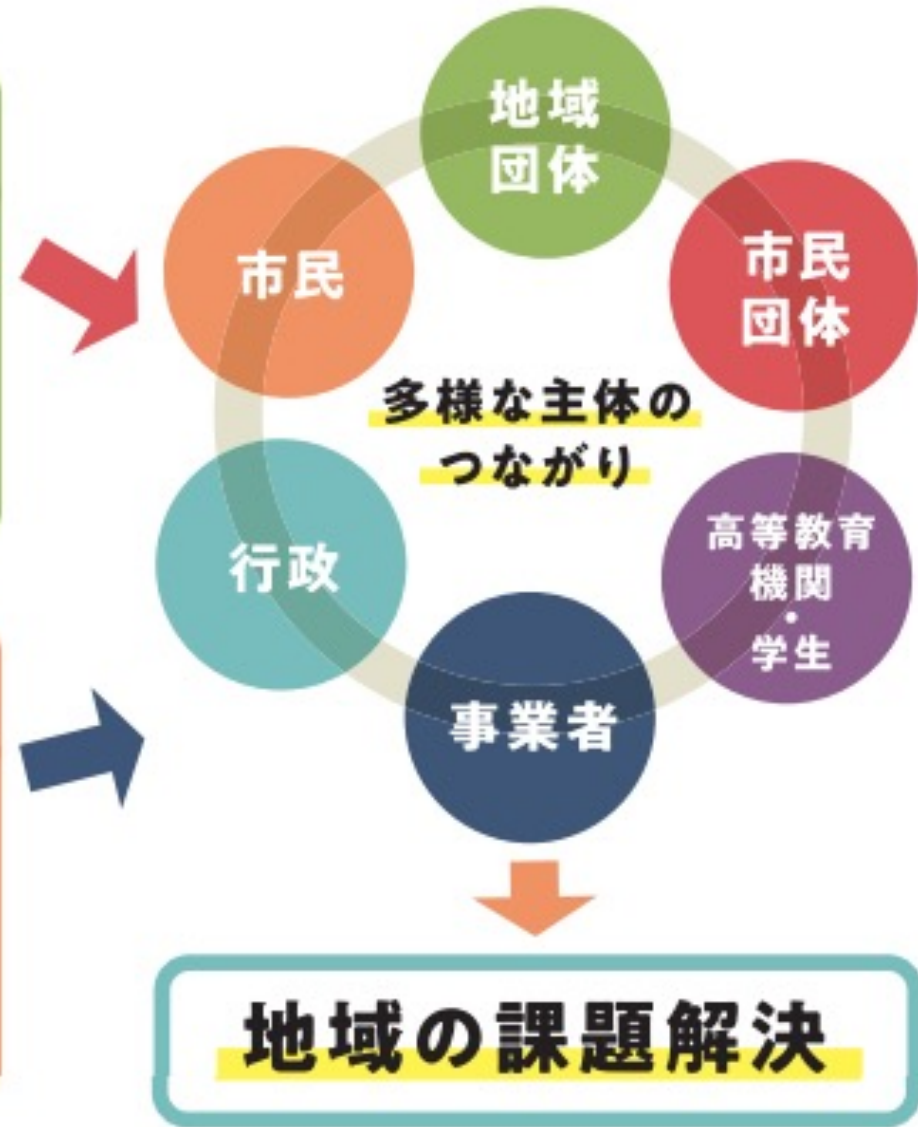 地域
団体
市民
市民
団体
多様な主体の
つながり
行政
高等教育
機関
・
学生
事業者
地域の課題解決